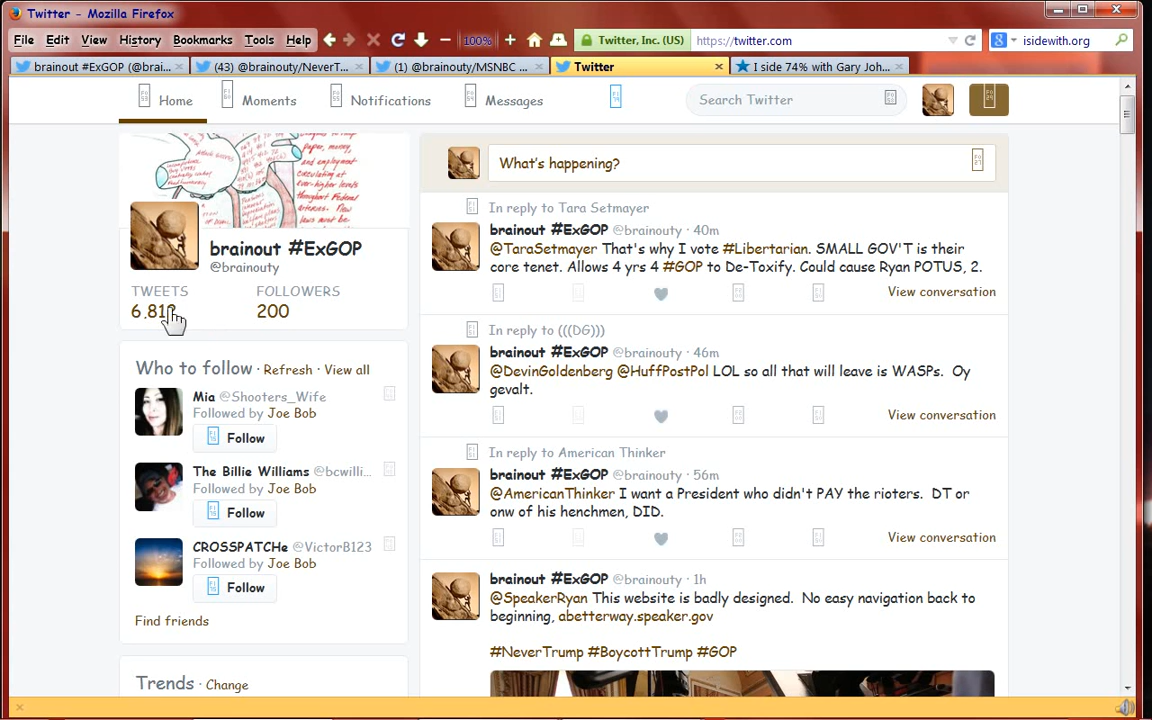 Twitter - Mozilla Firefox
File Edit View History Bookmarks Tools Help 100% Twitter, Inc. (US) https://twitter.com isidewith.org
brainout #ExGOP (@brai... (43) @brainouty/NeverT... (1) @brainouty/MSNBC ... Twitter I side 74% with Gary Joh...
Home Moments Notifications Messages Search Twitter
What's happening?
brainout #ExGOP
@brainouty
TWEETS FOLLOWERS
200
Who to follow · Refresh · View all
Mia @Shooters_Wife
Followed by Joe Bob
Follow
The Billie Williams @bcwilli...
Followed by Joe Bob
Follow
CROSSPATCHe @VictorB123
Followed by Joe Bob
Follow
Find friends
Trends · Change
In reply to Tara Setmayer
brainout #ExGOP @brainouty · 40m
@TaraSetmayer That's why I vote #Libertarian. SMALL GOV'T is their
core tenet. Allows 4 yrs 4 #GOP to De-Toxify. Could cause Ryan POTUS, 2.
View conversation
In reply to (((DG)))
brainout #ExGOP @brainouty · 46m
@DevinGoldenberg @HuffPostPol LOL so all that will leave is WASPs. Oy
gevalt.
View conversation
In reply to American Thinker
brainout #ExGOP @brainouty · 56m
@AmericanThinker I want a President who didn't PAY the rioters. DT or
onw of his henchmen, DID.
View conversation
brainout #ExGOP @brainouty · 1h
@SpeakerRyan This website is badly designed. No easy navigation back to
beginning, abetterway.speaker.gov
#NeverTrump #BoycottTrump #GOP